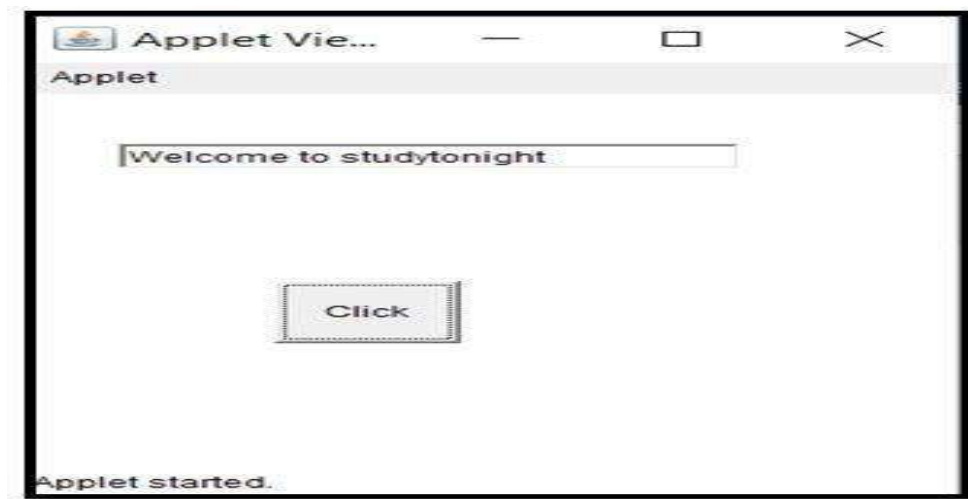 Applet Vie...
Applet
Welcome to studytonight
Click
Applet started.